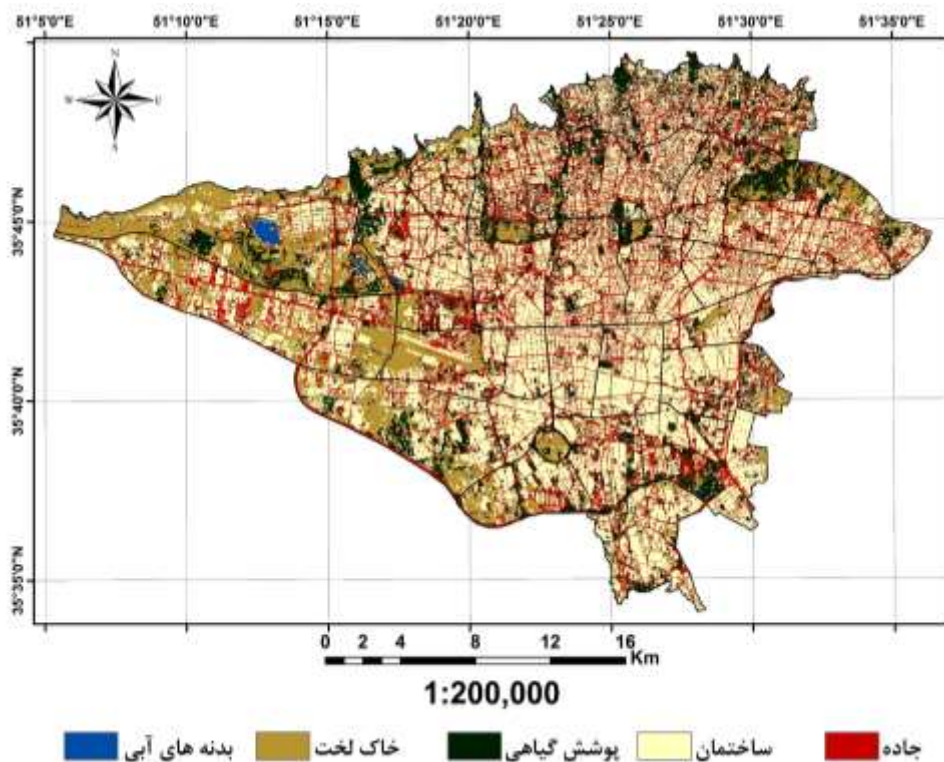 51°5'0"E 51°10'0"E 51°15'0"E 51°20'0"E 51°25'0"E 51°30'0"E 51°35'0"E
N
W
S
35°45'0"N
35°40'0"N
35°35'0"N
0 2 4 8 12 16
Km
1:200,000
جاده ساختمان پوشش گیاهی خاک لخت بدنه های آبی